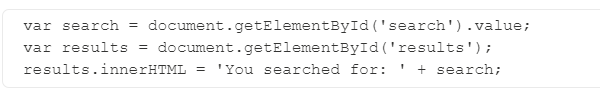 var search = document.getElementById('search').value;
var results = document.getElementById('results');
results.innerHTML = 'You searched for: ' + search;